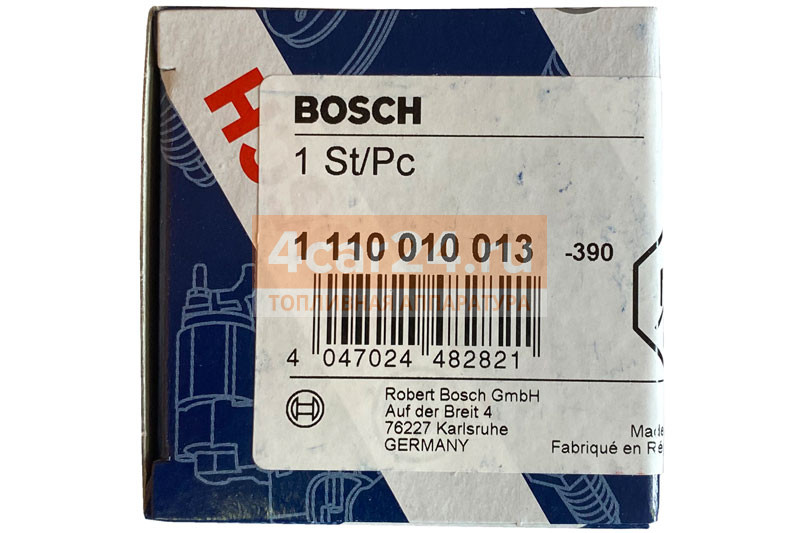 BOSCH
1 St/Pc
1 110 010 013 -390
4car24.ru
ТОПЛИВНАЯ АППАРАТУРА
4 047024 482821
Robert Bosch GmbH
Auf der Breit 4
76227 Karlsruhe
GERMANY
Made
Fabriqué en Ré